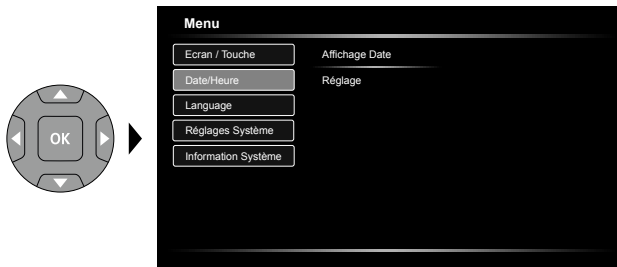 Menu
Ecran / Touche
Affichage Date
Date/Heure
Réglage
Language
OK
Réglages Système
Information Système